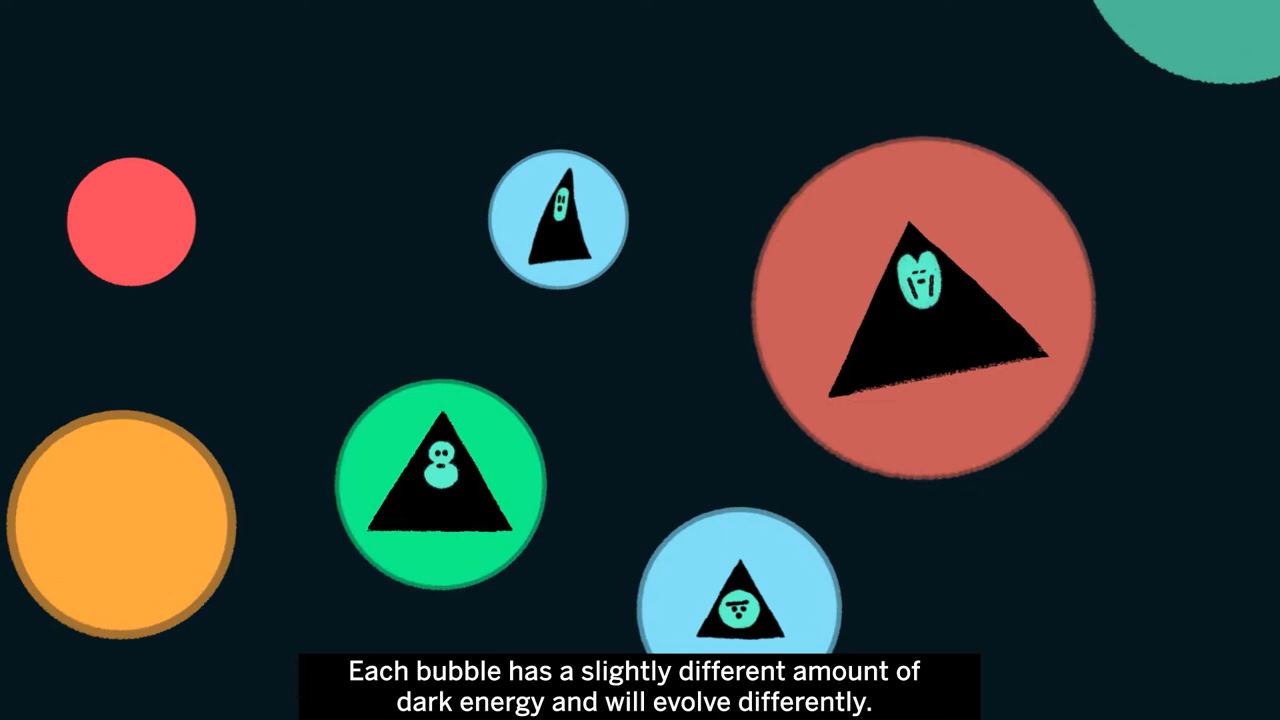 Each bubble has a slightly different amount of
dark energy and will evolve differently.